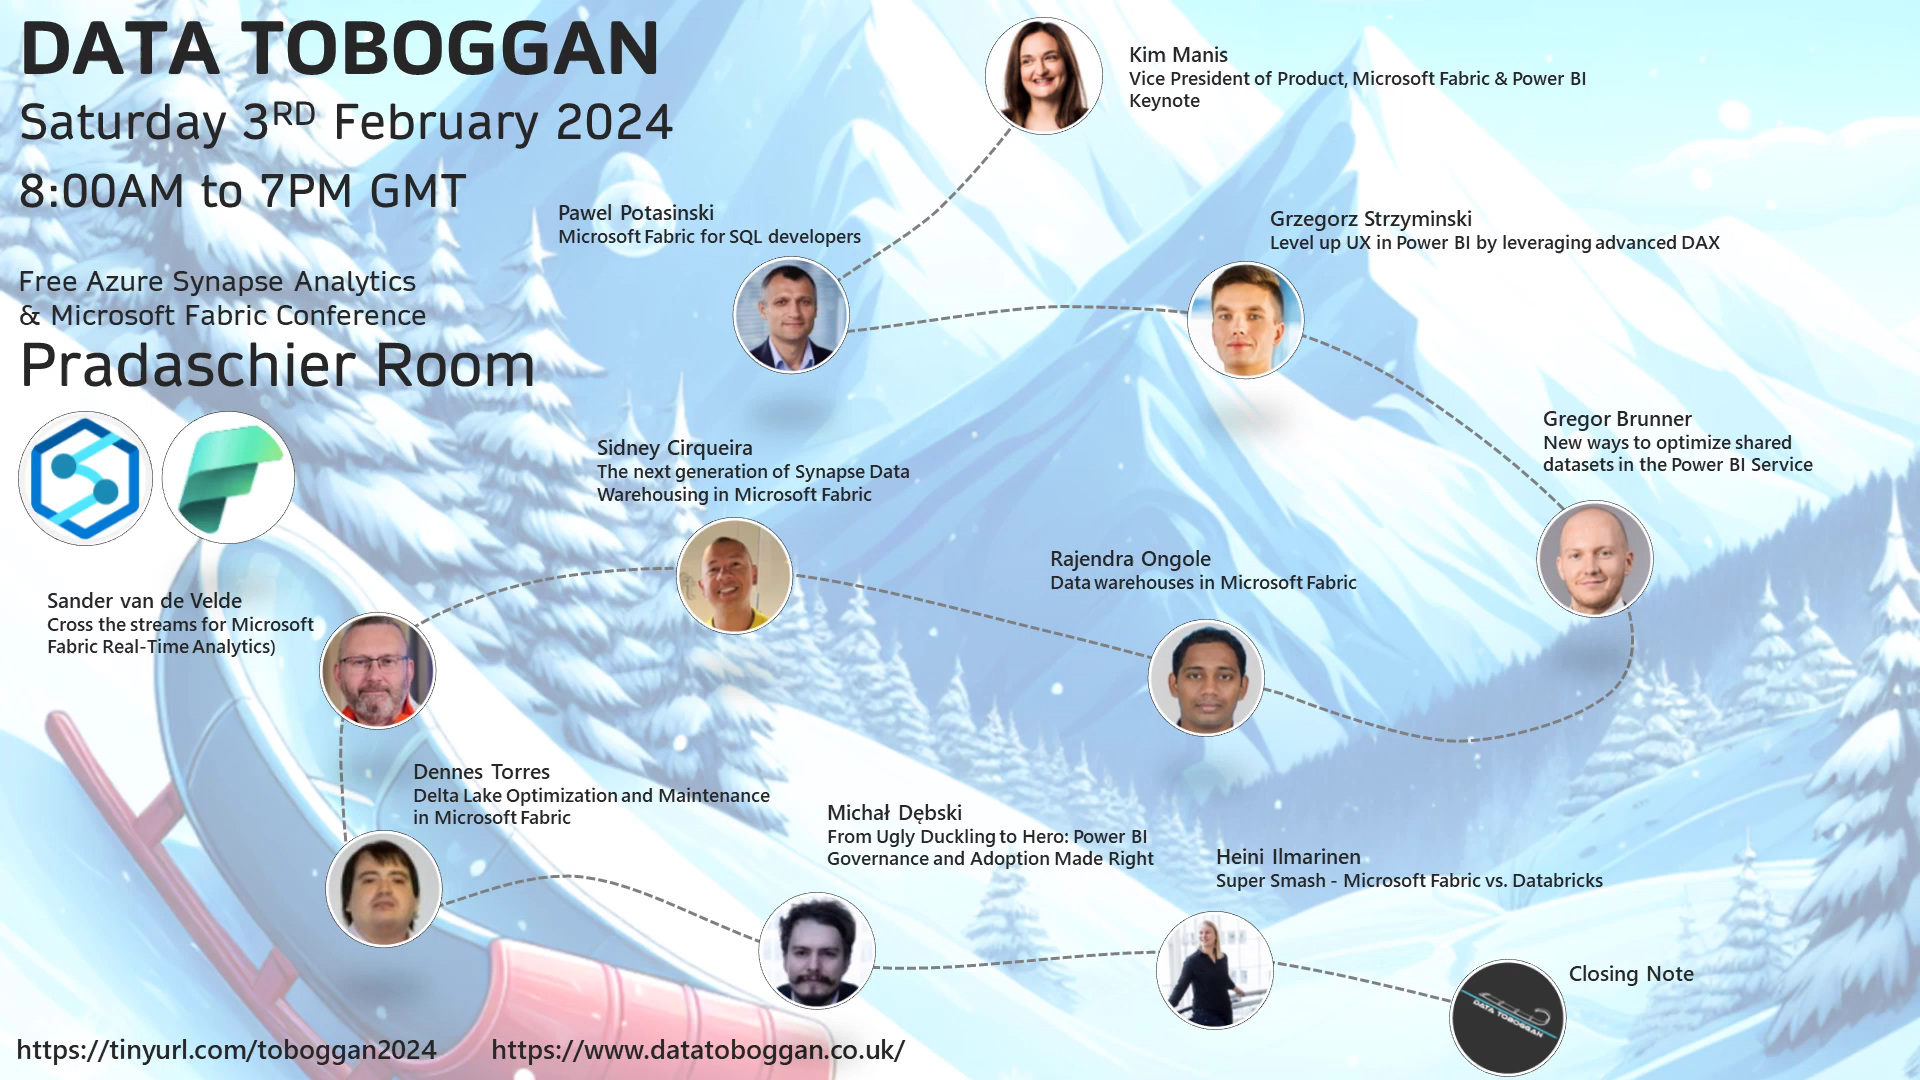 DATA TOBOGGAN
Saturday 3RD February 2024
8:00AM to 7PM GMT
Free Azure Synapse Analytics
& Microsoft Fabric Conference
Pradaschier Room
Kim Manis
Vice President of Product, Microsoft Fabric & Power BI
Keynote
Pawel Potasinski
Microsoft Fabric for SQL developers
Grzegorz Strzyminski
Level up UX in Power BI by leveraging advanced DAX
Gregor Brunner
New ways to optimize shared
datasets in the Power BI Service
Rajendra Ongole
Data warehouses in Microsoft Fabric
Sidney Cirqueira
The next generation of Synapse Data
Warehousing in Microsoft Fabric
Sander van de Velde
Cross the streams for Microsoft
Fabric Real-Time Analytics)
Dennes Torres
Delta Lake Optimization and Maintenance
in Microsoft Fabric
Michał Dębski
From Ugly Duckling to Hero: Power BI
Governance and Adoption Made Right
Heini Ilmarinen
Super Smash - Microsoft Fabric vs. Databricks
Closing Note
DATA TOBOGGAN
https://tinyurl.com/toboggan2024
https://www.datatoboggan.co.uk/